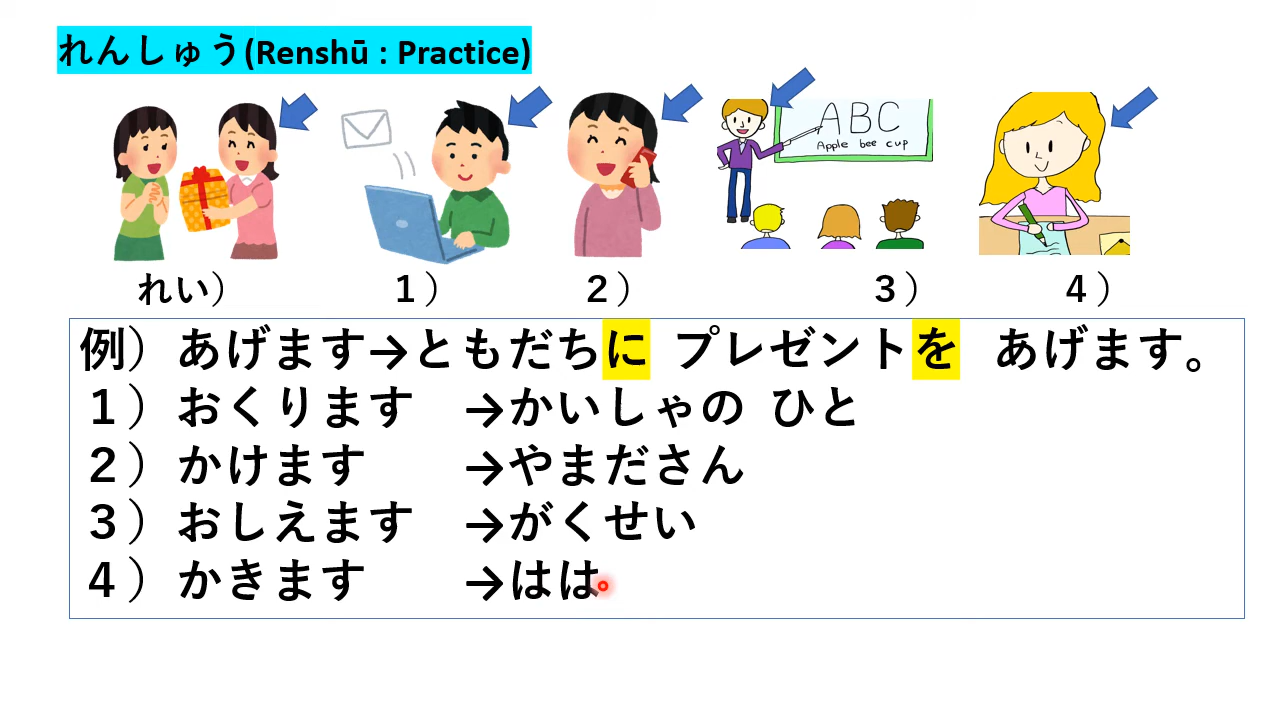 れんしゅう(Renshū : Practice)
ABC
Apple bee cup
れい）
１）
２）
３）
４）
例）あげます→ともだちに プレゼントを あげます。
１）おくります →かいしゃの ひと
２）かけます →やまださん
３）おしえます →がくせい
４）かきます →はは